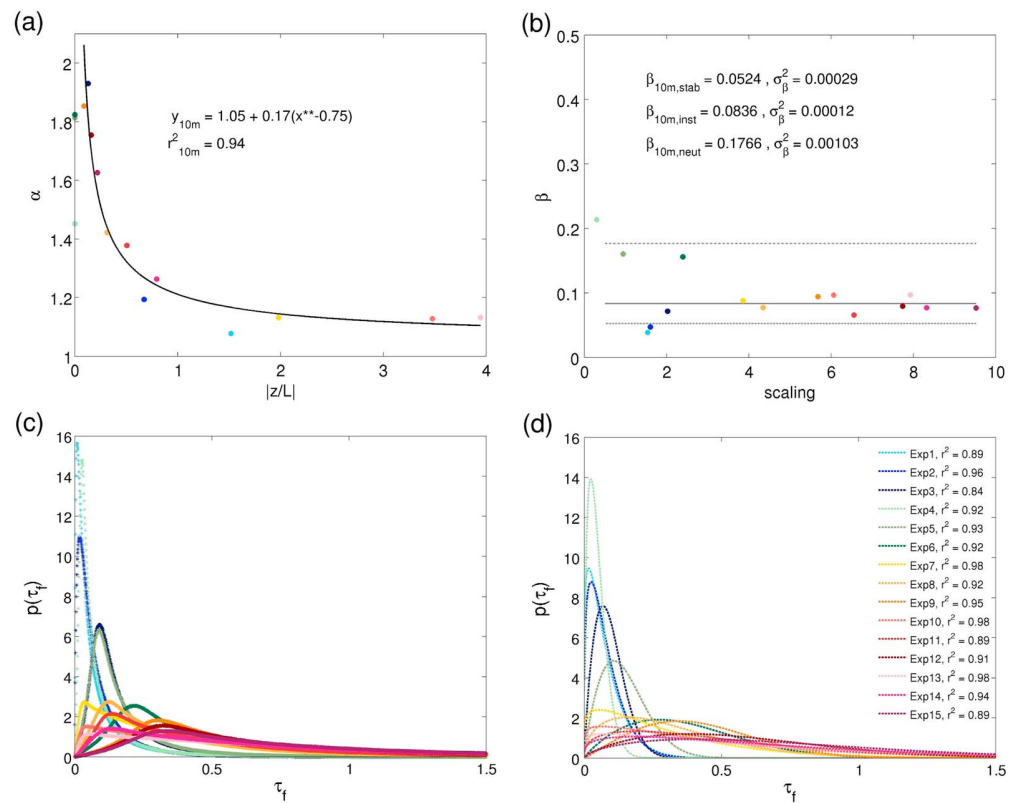 (a)
2
1.8
1.6
1.4
1.2
1
α
y10m = 1.05 + 0.17(x**-0.75)
r²10m = 0.94
0 1 2 3 4
|z/L|
(b)
0.5
0.4
0.3
0.2
0.1
0
β
β10m,stab = 0.0524 , σ²β = 0.00029
β10m,inst = 0.0836 , σ²β = 0.00012
β10m,neut = 0.1766 , σ²β = 0.00103
0 2 4 6 8 10
scaling
(c)
16
14
12
10
8
6
4
2
0
p(τf)
0 0.5 1 1.5
τf
(d)
16
14
12
10
8
6
4
2
0
p(τf)
Exp1, r² = 0.89
Exp2, r² = 0.96
Exp3, r² = 0.84
Exp4, r² = 0.92
Exp5, r² = 0.93
Exp6, r² = 0.92
Exp7, r² = 0.98
Exp8, r² = 0.92
Exp9, r² = 0.95
Exp10, r² = 0.98
Exp11, r² = 0.89
Exp12, r² = 0.91
Exp13, r² = 0.98
Exp14, r² = 0.94
Exp15, r² = 0.89
0 0.5 1 1.5
τf